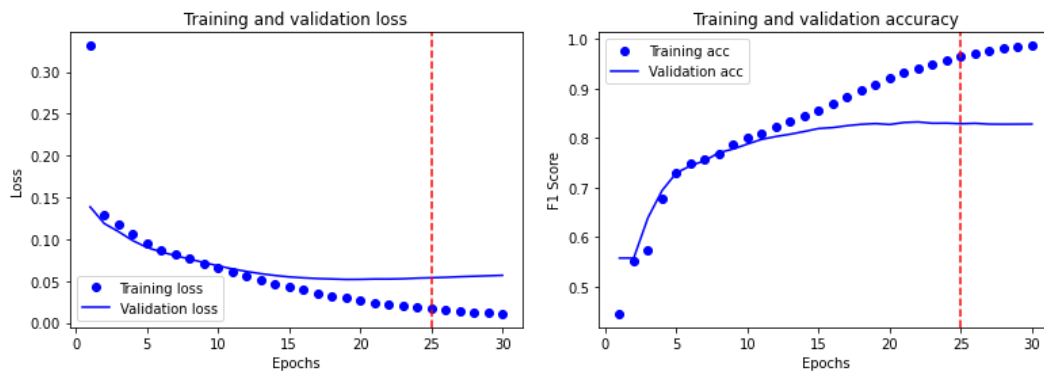 Training and validation loss
Loss
0.30
0.25
0.20
0.15
0.10
0.05
0.00
Training loss
Validation loss
0 5 10 15 20 25 30
Epochs
Training and validation accuracy
F1 Score
1.0
0.9
0.8
0.7
0.6
0.5
Training acc
Validation acc
0 5 10 15 20 25 30
Epochs